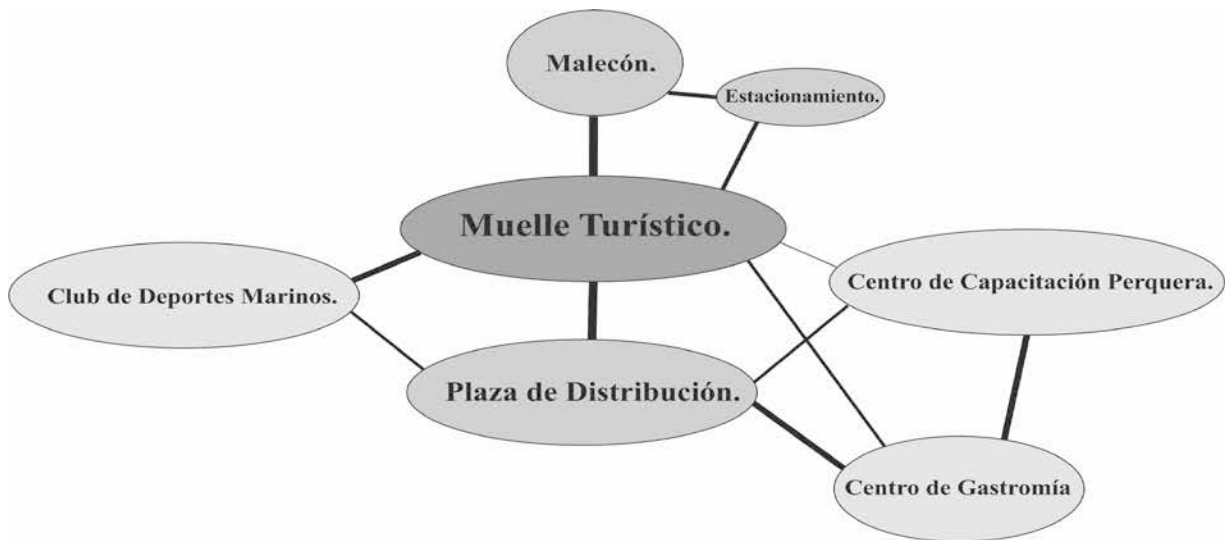 Malecón.
Estacionamiento.
Muelle Turístico.
Club de Deportes Marinos.
Centro de Capacitación Perquera.
Plaza de Distribución.
Centro de Gastromía